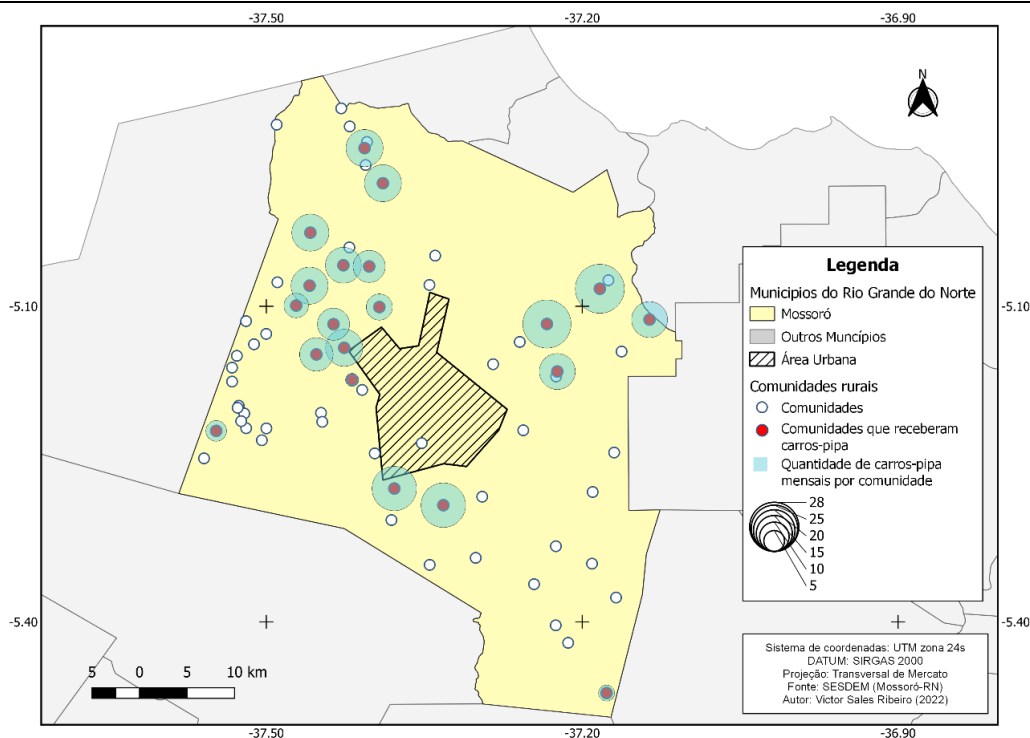 -37.50 -37.20 -36.90
N
-5.10 -5.10
Legenda
Municipios do Rio Grande do Norte
Mossoró
Outros Muncípios
Área Urbana
Comunidades rurais
Comunidades
Comunidades que receberam
carros-pipa
Quantidade de carros-pipa
mensais por comunidade
28
25
20
15
10
5
-5.40 -5.40
5 0 5 10 km
Sistema de coordenadas: UTM zona 24s
DATUM: SIRGAS 2000
Projeção: Transversal de Mercato
Fonte: SESDEM (Mossoró-RN)
Autor: Victor Sales Ribeiro (2022)
-37.50 -37.20 -36.90